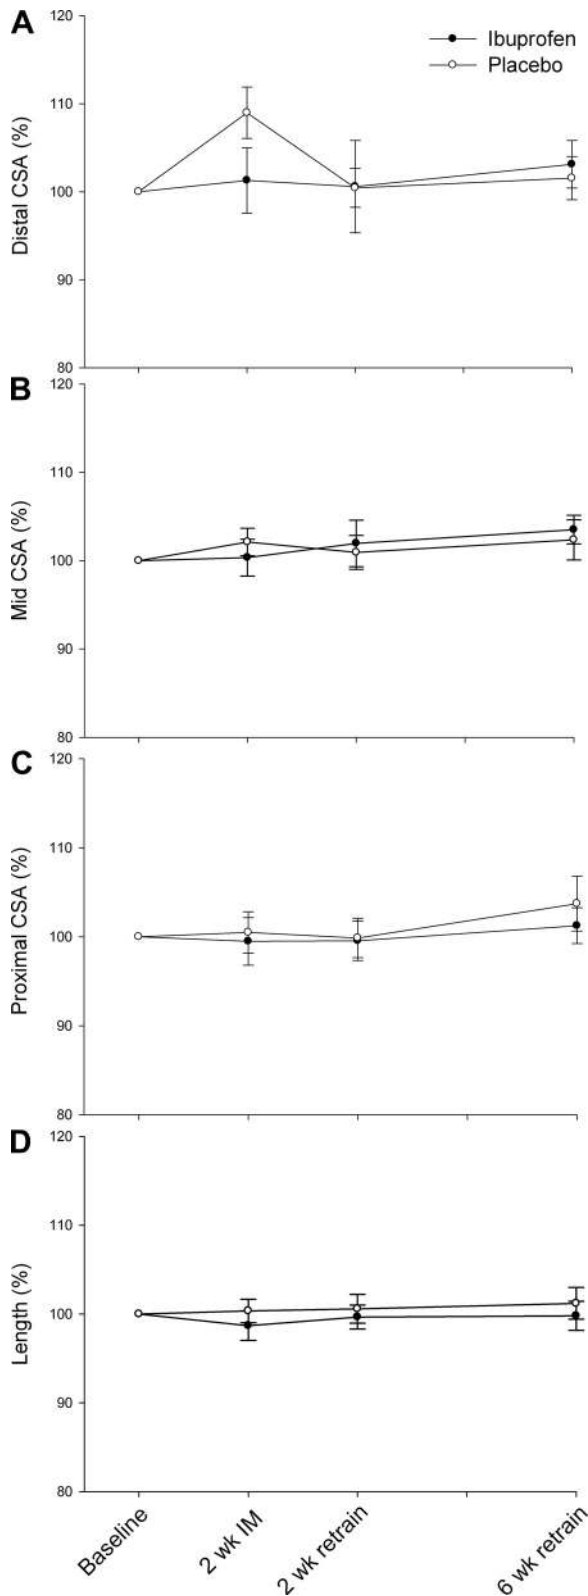 A
120
110
100
90
80
Distal CSA (%)
Ibuprofen
Placebo
B
120
110
100
90
80
Mid CSA (%)
C
120
110
100
90
80
Proximal CSA (%)
D
120
110
100
90
80
Length (%)
Baseline
2 wk IM
2 wk retrain
6 wk retrain